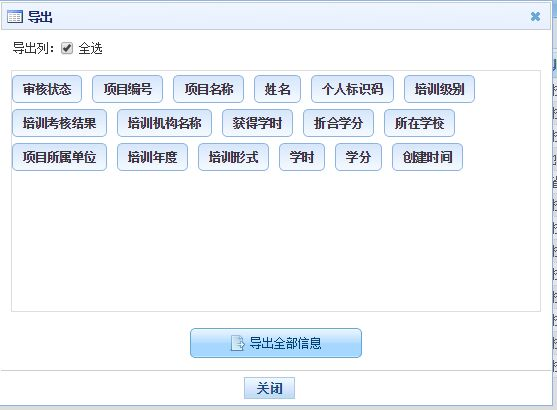 导出
导出列： 全选
审核状态 项目编号 项目名称 姓名 个人标识码 培训级别
培训考核结果 培训机构名称 获得学时 折合学分 所在学校
项目所属单位 培训年度 培训形式 学时 学分 创建时间
导出全部信息
关闭